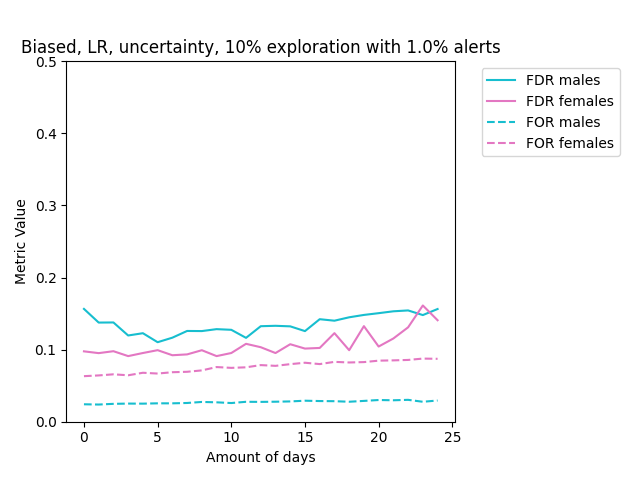 Biased, LR, uncertainty, 10% exploration with 1.0% alerts
FDR males
FDR females
FOR males
FOR females
Metric Value
0.5
0.4
0.3
0.2
0.1
0.0
0 5 10 15 20 25
Amount of days